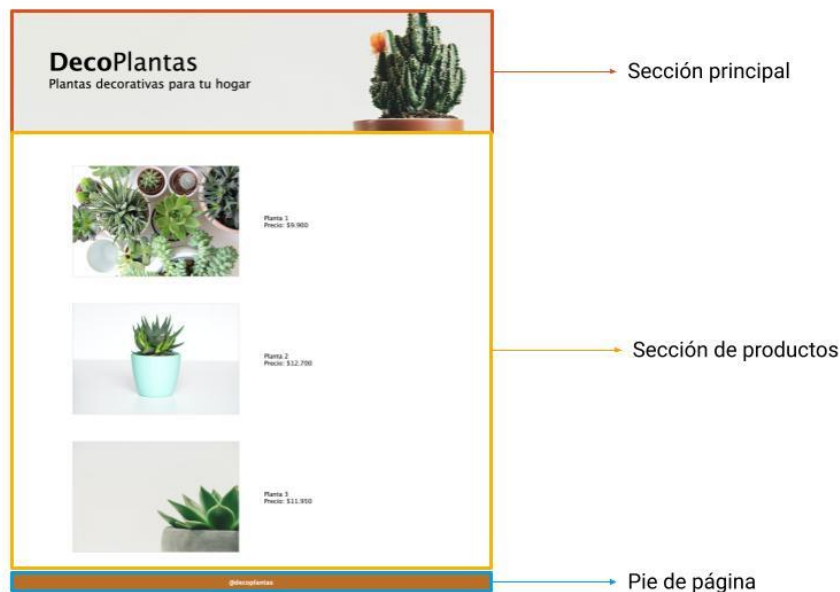 DecoPlantas
Plantas decorativas para tu hogar
Sección principal
Planta 1
Precio: $9.900
Planta 2
Precio: $12.700
Sección de productos
Planta 3
Precio: $11.950
@decoplantas
Pie de página